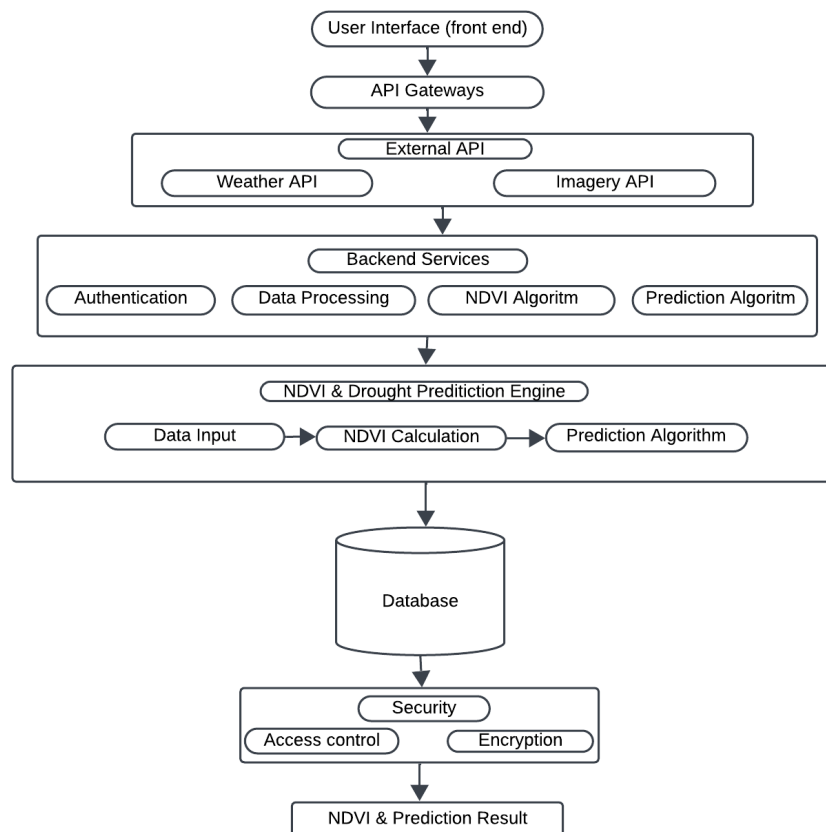 User Interface (front end)
API Gateways
External API
Weather API
Imagery API
Backend Services
Authentication
Data Processing
NDVI Algoritm
Prediction Algoritm
NDVI & Drought Preditiction Engine
Data Input
NDVI Calculation
Prediction Algorithm
Database
Security
Access control
Encryption
NDVI & Prediction Result